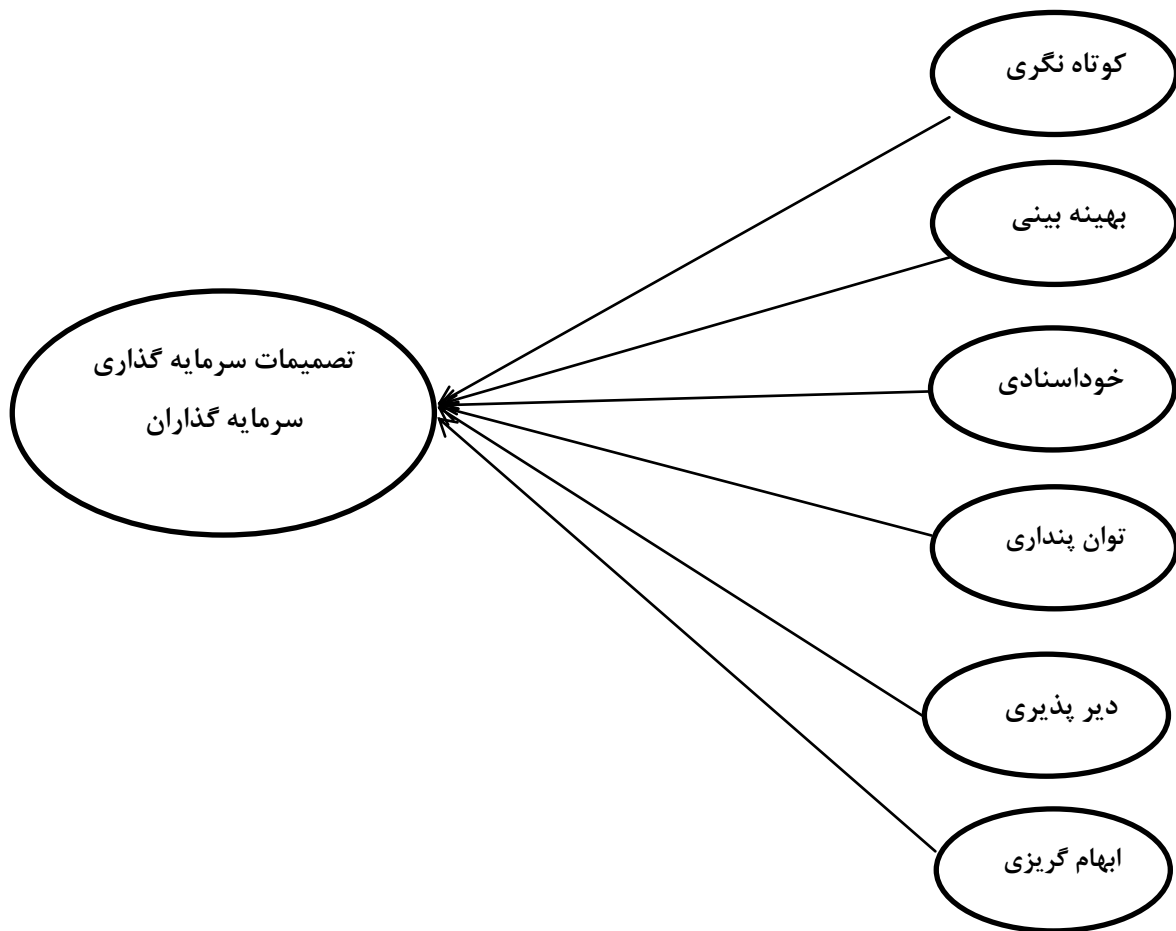 کوتاه نگری
بهینه بینی
خوداسنادی
توان پنداری
دیر پذیری
ابهام گریزی
تصمیمات سرمایه گذاری
سرمایه گذاران